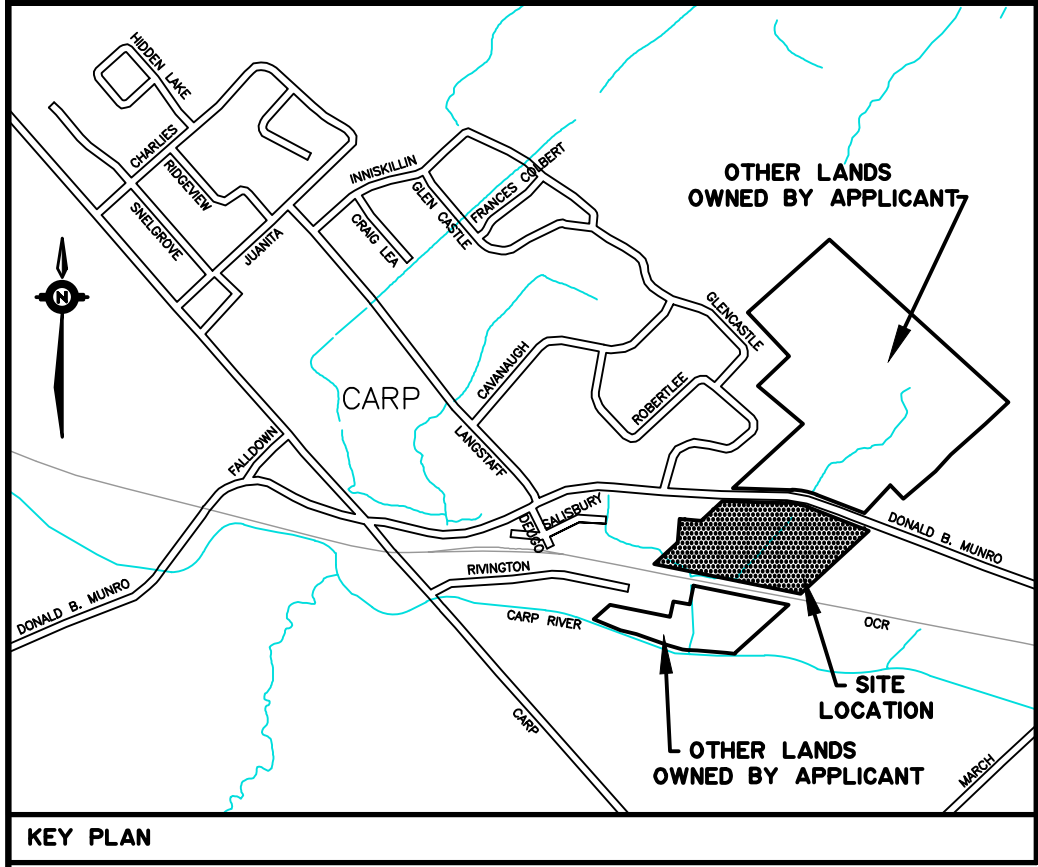 HIDDEN LAKE
CHARLIES
RIDGEVIEW
SNELGROVE
JUANITA
INNISKILLIN
CRAIG LEA
GLEN CASTLE
FRANCES COLBERT
OTHER LANDS
OWNED BY APPLICANT
N
GLENCASTLE
CAVANAUGH
CARP
ROBERTLEE
LANGSTAFF
FALLDOWN
SALISBURY
DEUGO
DONALD B. MUNRO
RIVINGTON
DONALD B. MUNRO
CARP RIVER
OCR
SITE
LOCATION
CARP
OTHER LANDS
OWNED BY APPLICANT
MARCH
KEY PLAN